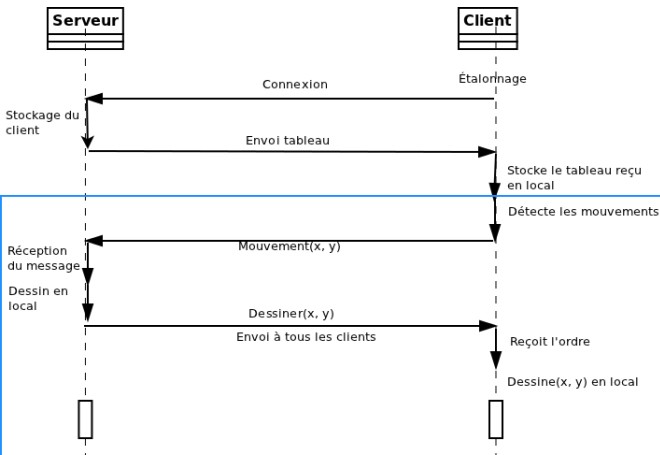 Serveur
Client
Étalonnage
Connexion
Stockage du
client
Envoi tableau
Stocke le tableau reçu
en local
Détecte les mouvements
Mouvement(x, y)
Réception
du message
Dessin en
local
Dessiner(x, y)
Envoi à tous les clients
Reçoit l'ordre
Dessine(x, y) en local